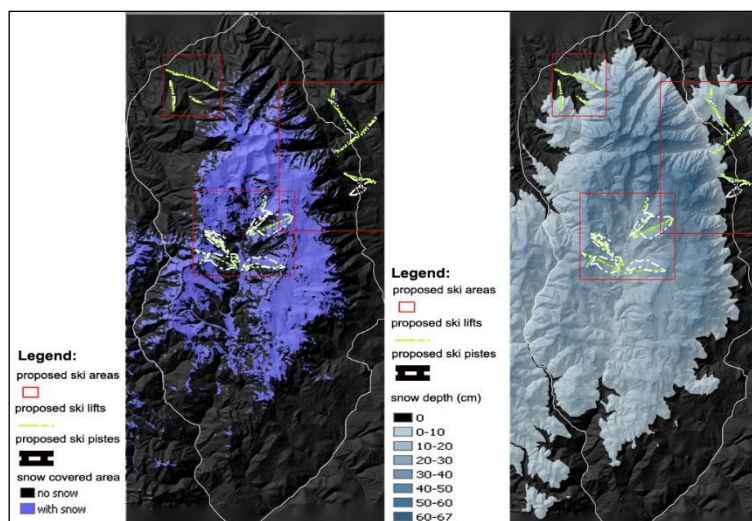 Legend:
proposed ski areas
proposed ski lifts
proposed ski pistes
snow covered area
no snow
with snow
Legend:
proposed ski areas
proposed ski lifts
proposed ski pistes
snow depth (cm)
0
0-10
10-20
20-30
30-40
40-50
50-60
60-67